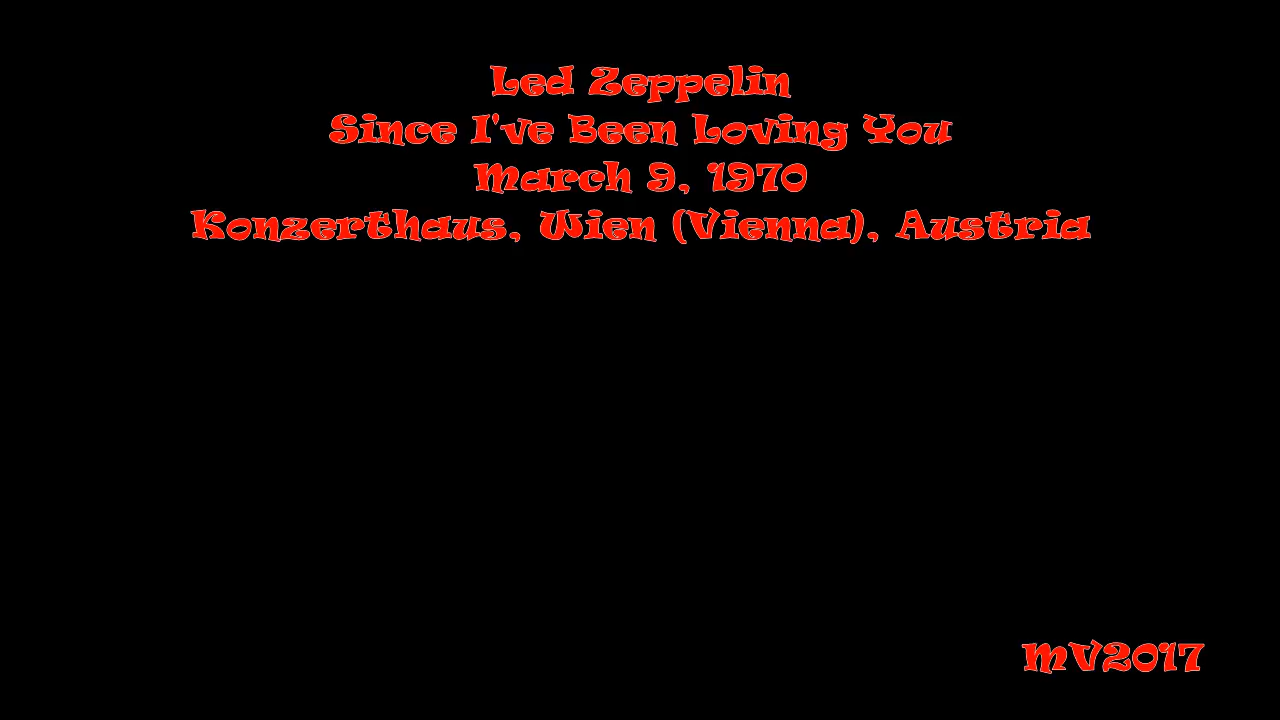 Led Zeppelin
Since I've Been Loving You
March 9, 1970
Konzerthaus, Wien (Vienna), Austria
MV2017